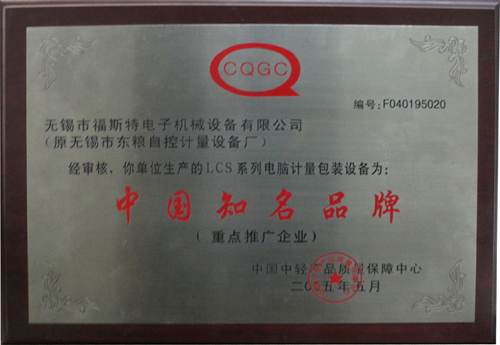 CQGC
编号：F040195020
无锡市福斯特电子机械设备有限公司
（原无锡市东粮自控计量设备厂）
经审核，你单位生产的LCS系列电脑计量包装设备为：
中国知名品牌
（重点推广企业）
中国中轻产品质量保障中心
二〇〇五年五月